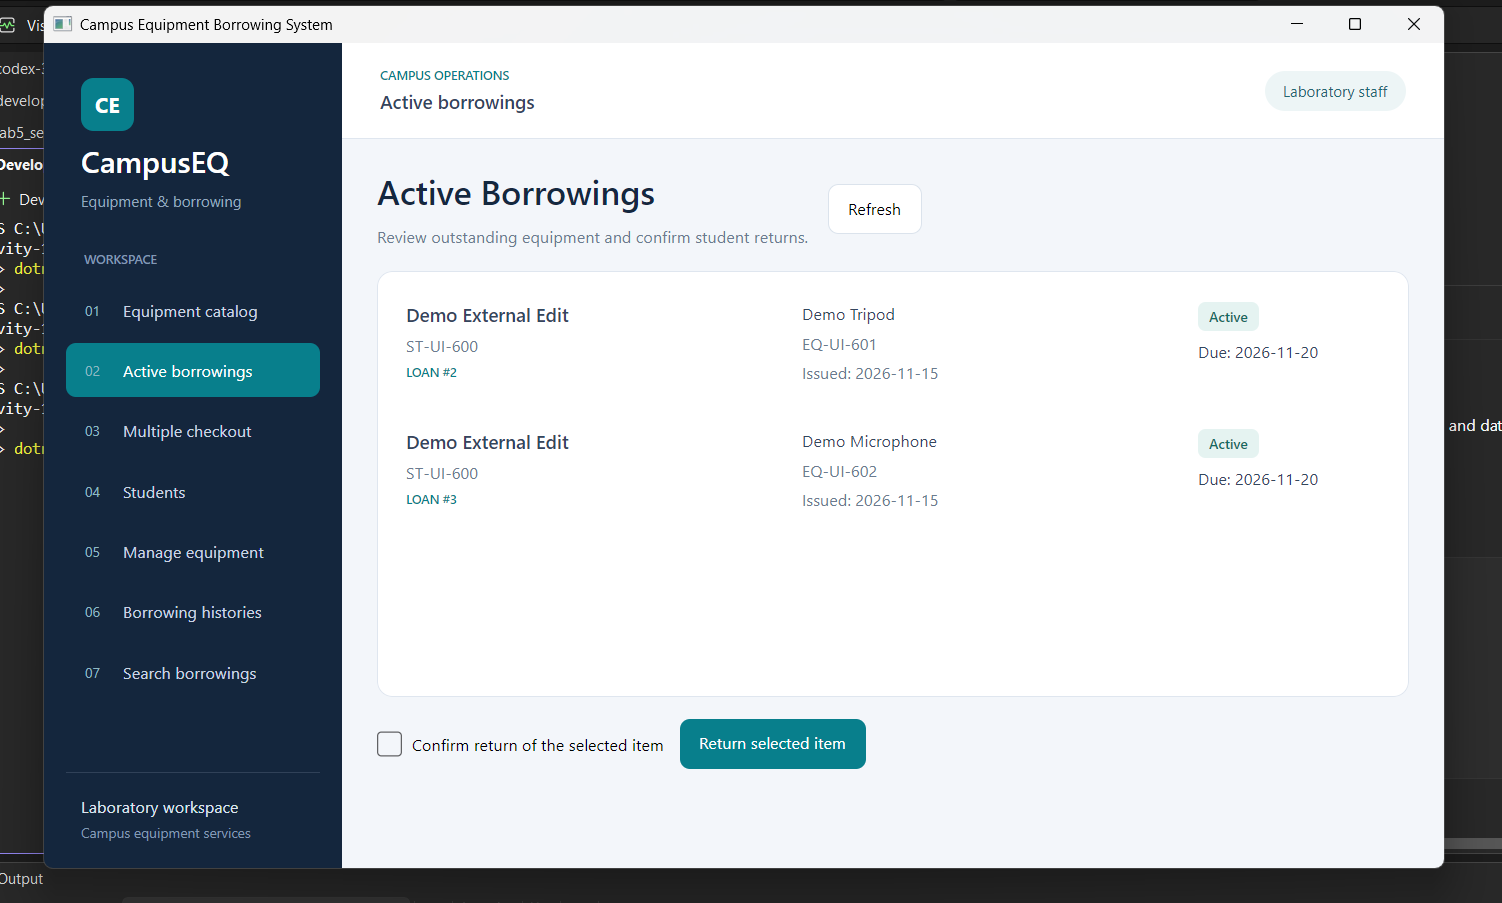 Campus Equipment Borrowing System
CE
CampusEQ
Equipment & borrowing
WORKSPACE
01 Equipment catalog
02 Active borrowings
03 Multiple checkout
04 Students
05 Manage equipment
06 Borrowing histories
07 Search borrowings
Laboratory workspace
Campus equipment services
CAMPUS OPERATIONS
Active borrowings
Laboratory staff
Active Borrowings
Review outstanding equipment and confirm student returns.
Refresh
Demo External Edit
ST-UI-600
LOAN #2
Demo Tripod
EQ-UI-601
Issued: 2026-11-15
Active
Due: 2026-11-20
Demo External Edit
ST-UI-600
LOAN #3
Demo Microphone
EQ-UI-602
Issued: 2026-11-15
Active
Due: 2026-11-20
Confirm return of the selected item
Return selected item
and dat
Output